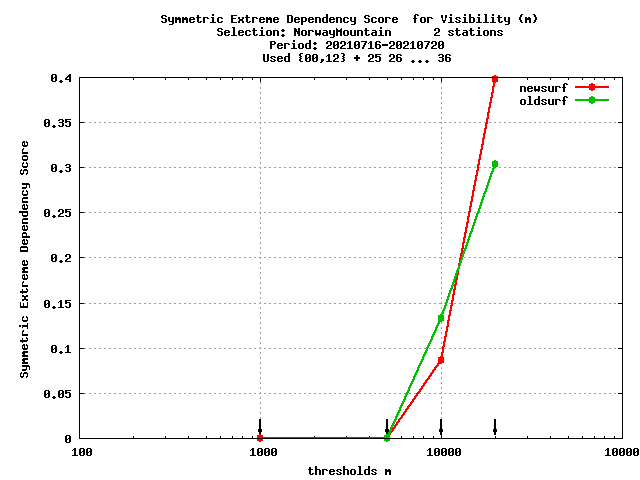 Symmetric Extreme Dependency Score  for Visibility (m)
Selection: NorwayMountain      2 stations
Period: 20210716-20210720
Used {00,12} + 25 26 ... 36
newsurf
oldsurf
Symmetric Extreme Dependency Score
0.4
0.35
0.3
0.25
0.2
0.15
0.1
0.05
0
100 1000 10000 10000
thresholds m